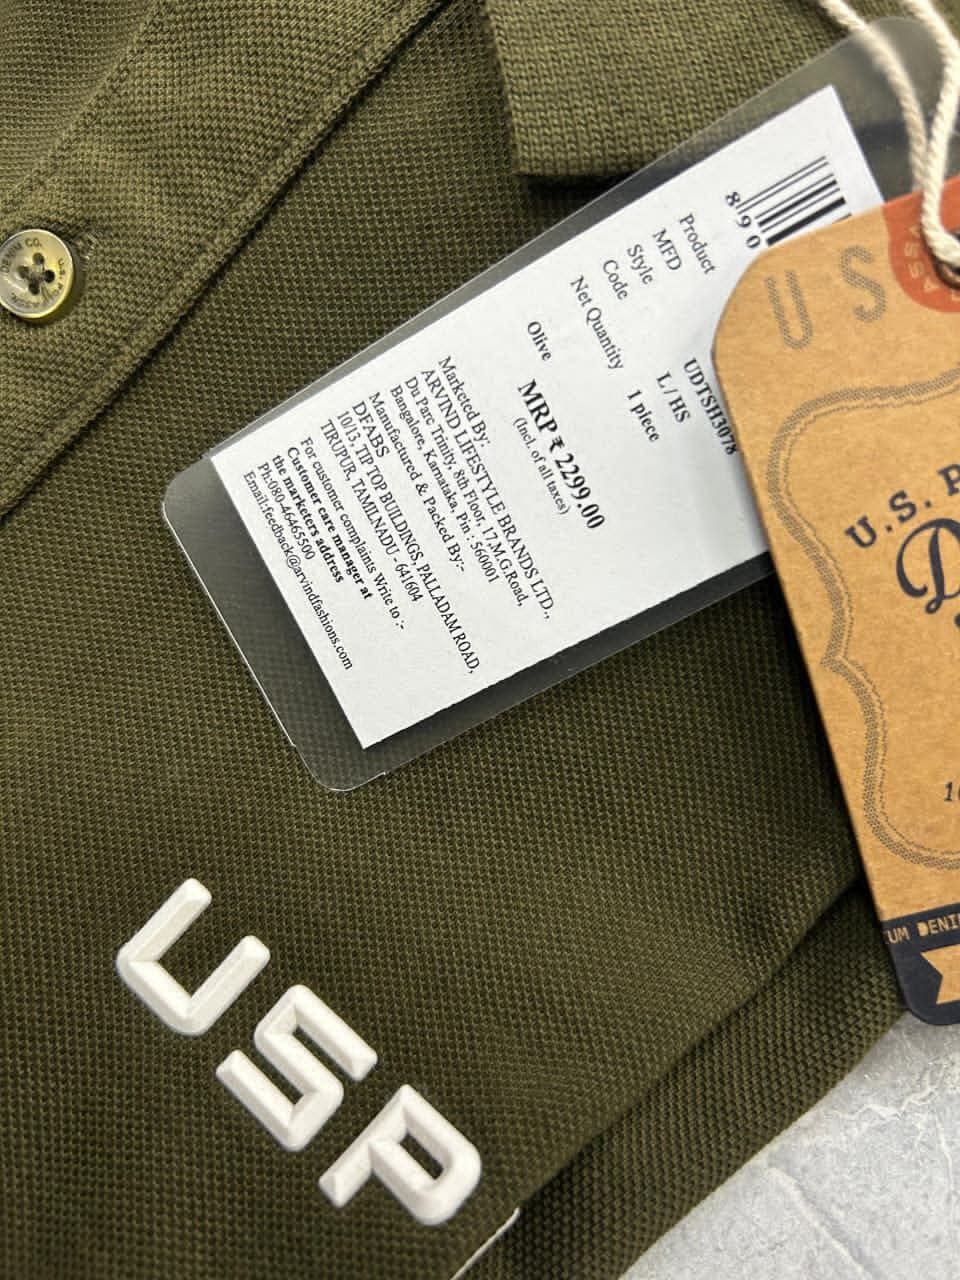 890
Product
MFD
Style UDTSH3078
Code L / HS
Net Quantity 1 piece
Olive
MRP ₹ 2299.00
(Incl. of all taxes)
Marketed By:
ARVIND LIFESTYLE BRANDS LTD.,
Du Parc Trinity, 8th Floor, 17,M.G.Road,
Bangalore, Karnataka, Pin : 560001
Manufactured & Packed By:-
DFABS
10/13, TIP TOP BUILDINGS, PALLADAM ROAD,
TIRUPUR, TAMILNADU - 641604
For customer complaints Write to :-
Customer care manager at
the marketers address
Ph:080-46465500
Email:feedback@arvindfashions.com
US
U.S. P
UM DENI
USP